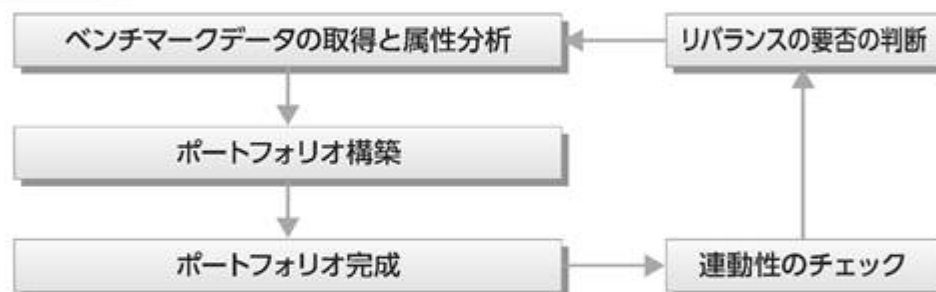 ベンチマークデータの取得と属性分析
リバランスの要否の判断
ポートフォリオ構築
ポートフォリオ完成
連動性のチェック